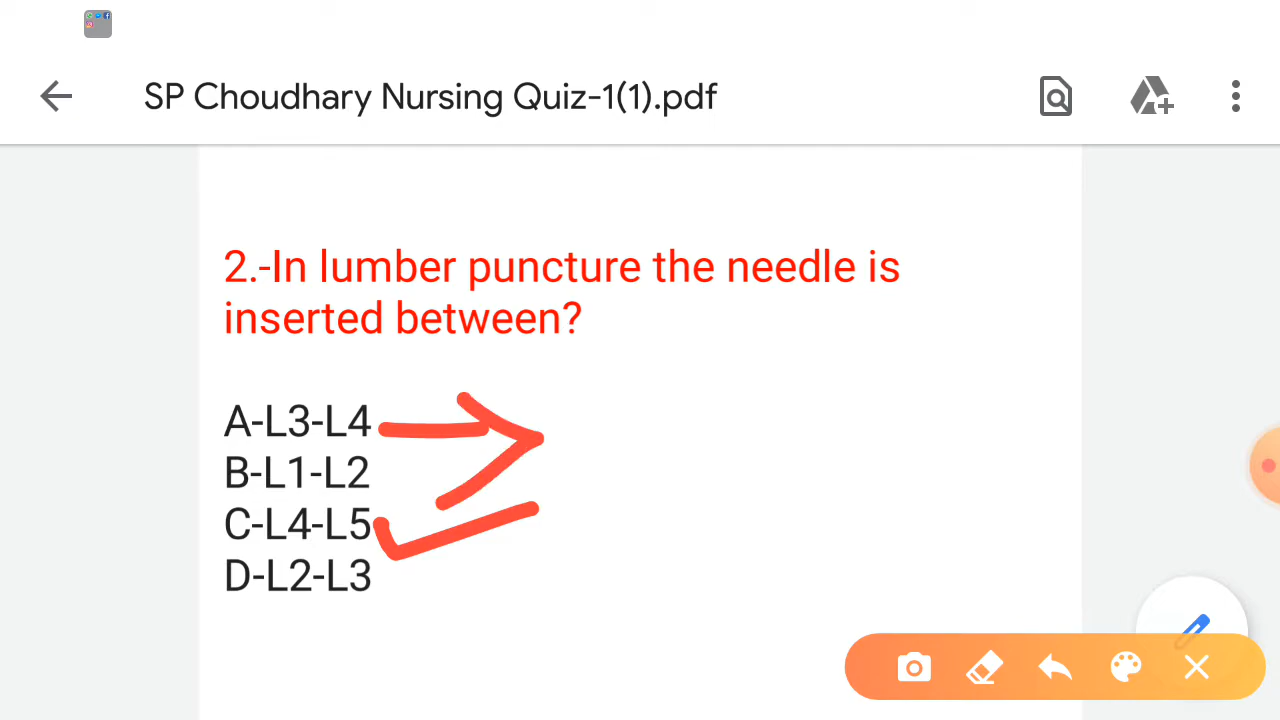 SP Choudhary Nursing Quiz-1(1).pdf
2.-In lumber puncture the needle is
inserted between?
A-L3-L4
B-L1-L2
C-L4-L5
D-L2-L3